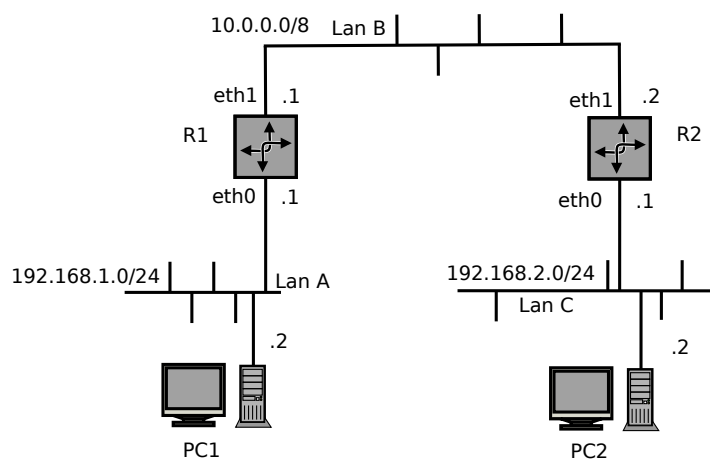 10.0.0.0/8 Lan B
eth1 .1
eth1 .2
R1
R2
eth0 .1
eth0 .1
192.168.1.0/24 Lan A
192.168.2.0/24
Lan C
.2
.2
PC1
PC2